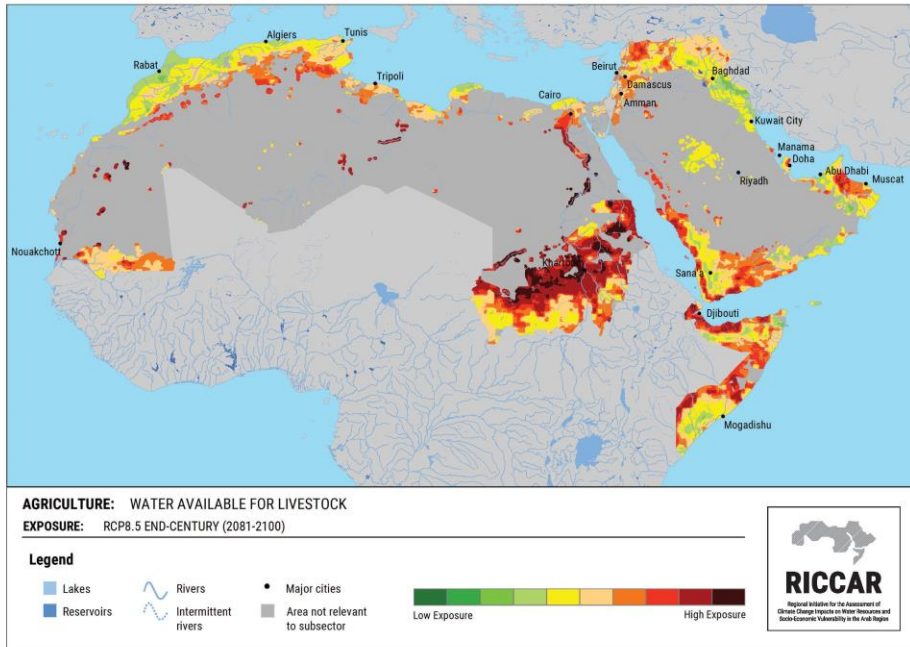 Algiers
Tunis
Rabat
Tripoli
Beirut
Damascus
Baghdad
Cairo
Amman
Kuwait City
Manama
Doha
Abu Dhabi
Muscat
Riyadh
Nouakchott
Khartoum
Sana'a
Djibouti
Mogadishu
AGRICULTURE: WATER AVAILABLE FOR LIVESTOCK
EXPOSURE: RCP8.5 END-CENTURY (2081-2100)
Legend
Lakes
Reservoirs
Rivers
Intermittent
rivers
Major cities
Area not relevant
to subsector
Low Exposure
High Exposure
RICCAR
Regional Initiative for the Assessment of
Climate Change Impacts on Water Resources and
Socio-Economic Vulnerability in the Arab Region